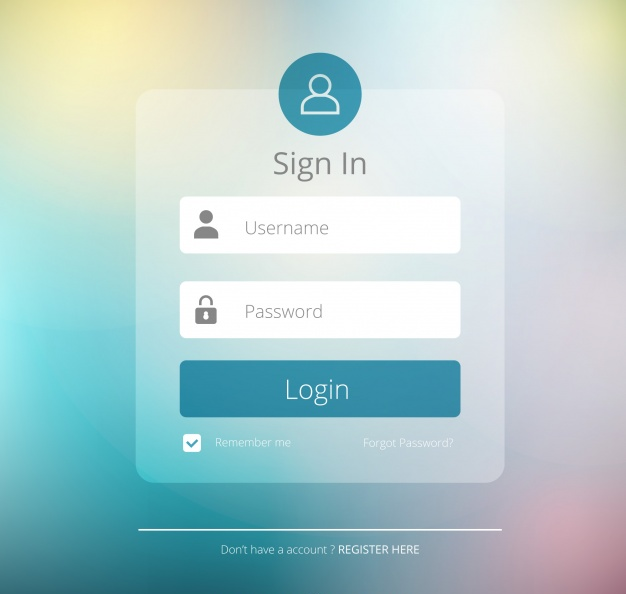 Sign In
Username
Password
Login
Remember me Forgot Password?
Don't have a account ? REGISTER HERE